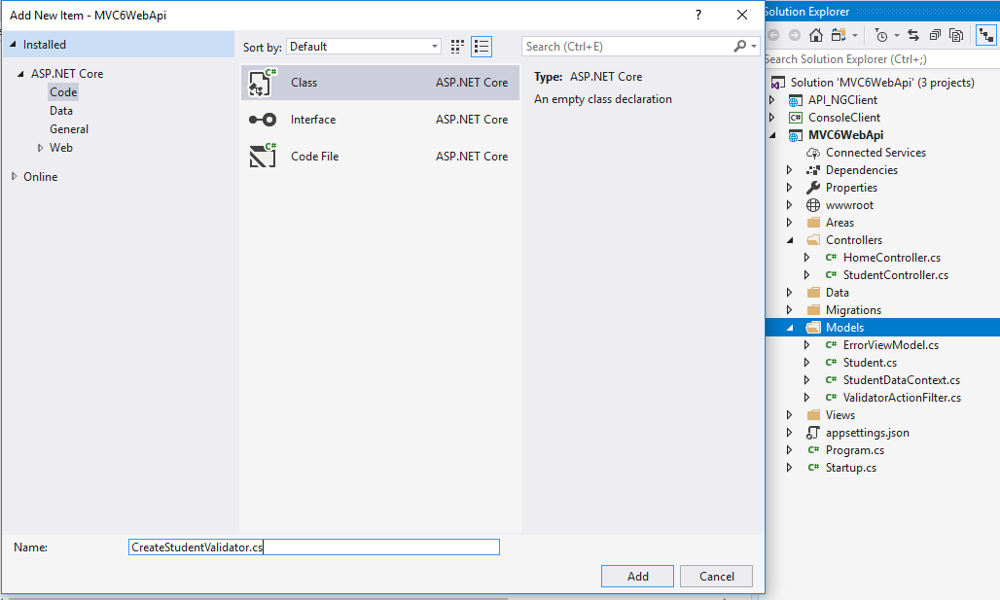 Add New Item - MVC6WebApi
?
Installed
ASP.NET Core
Code
Data
General
Web
Online
Sort by: Default
Class ASP.NET Core
Interface ASP.NET Core
Code File ASP.NET Core
Search (Ctrl+E)
Type: ASP.NET Core
An empty class declaration
Name: CreateStudentValidator.cs
Add Cancel
Solution Explorer
Search Solution Explorer (Ctrl+;)
Solution 'MVC6WebApi' (3 projects)
API_NGClient
C# ConsoleClient
MVC6WebApi
Connected Services
Dependencies
Properties
wwwroot
Areas
Controllers
C# HomeController.cs
C# StudentController.cs
Data
Migrations
Models
C# ErrorViewModel.cs
C# Student.cs
C# StudentDataContext.cs
C# ValidatorActionFilter.cs
Views
appsettings.json
C# Program.cs
C# Startup.cs